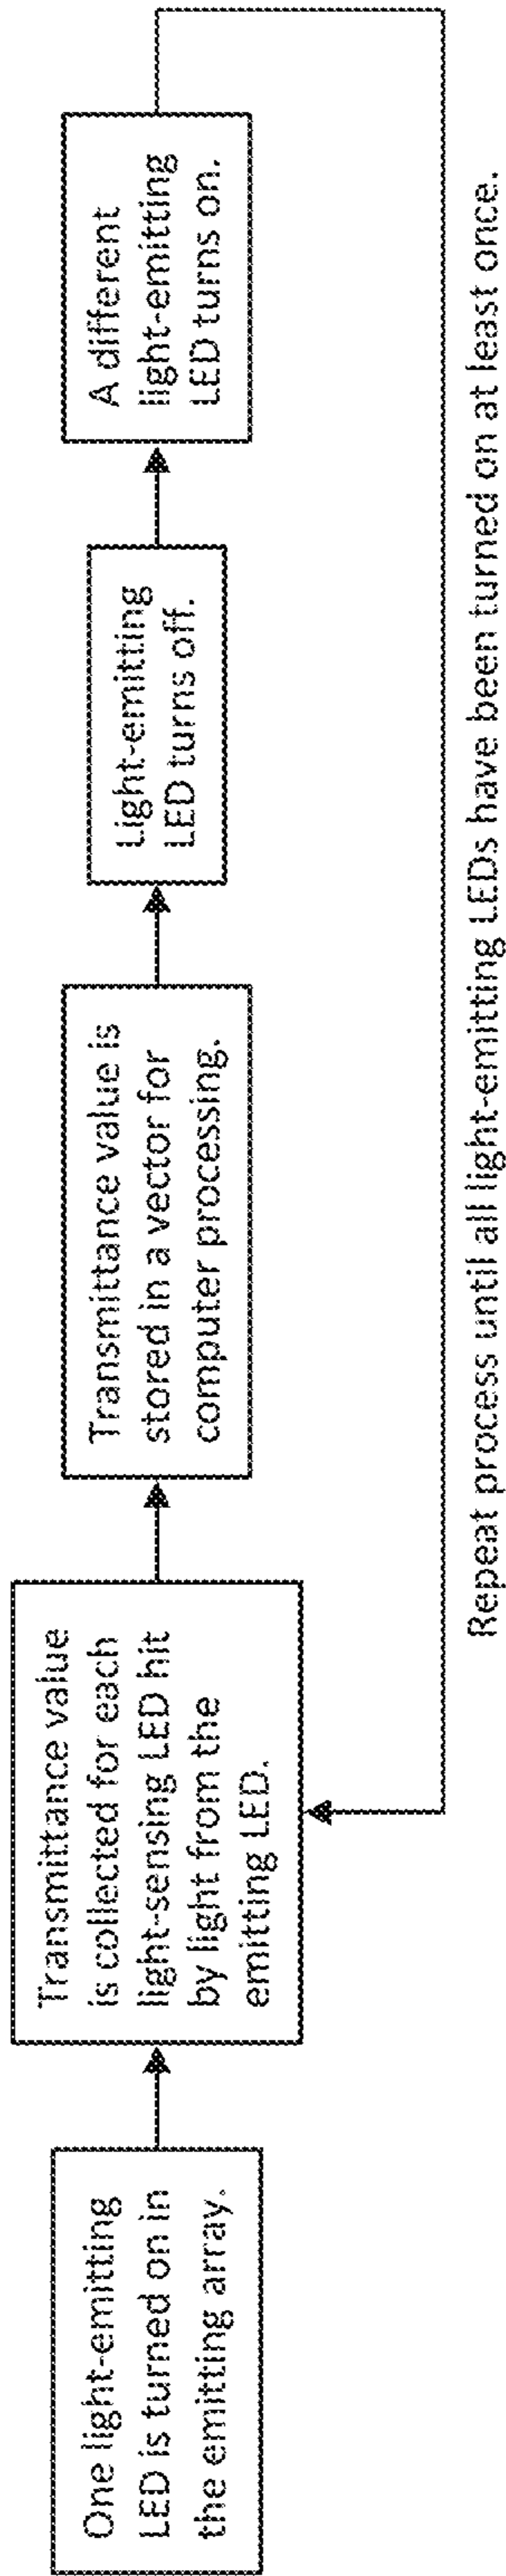 One light-emitting
LED is turned on in
the emitting array.
Transmittance value
is collected for each
light-sensing LED hit
by light from the
emitting LED.
Transmittance value is
stored in a vector for
computer processing.
Light-emitting
LED turns off.
A different
light-emitting
LED turns on.
Repeat process until all light-emitting LEDs have been turned on at least once.